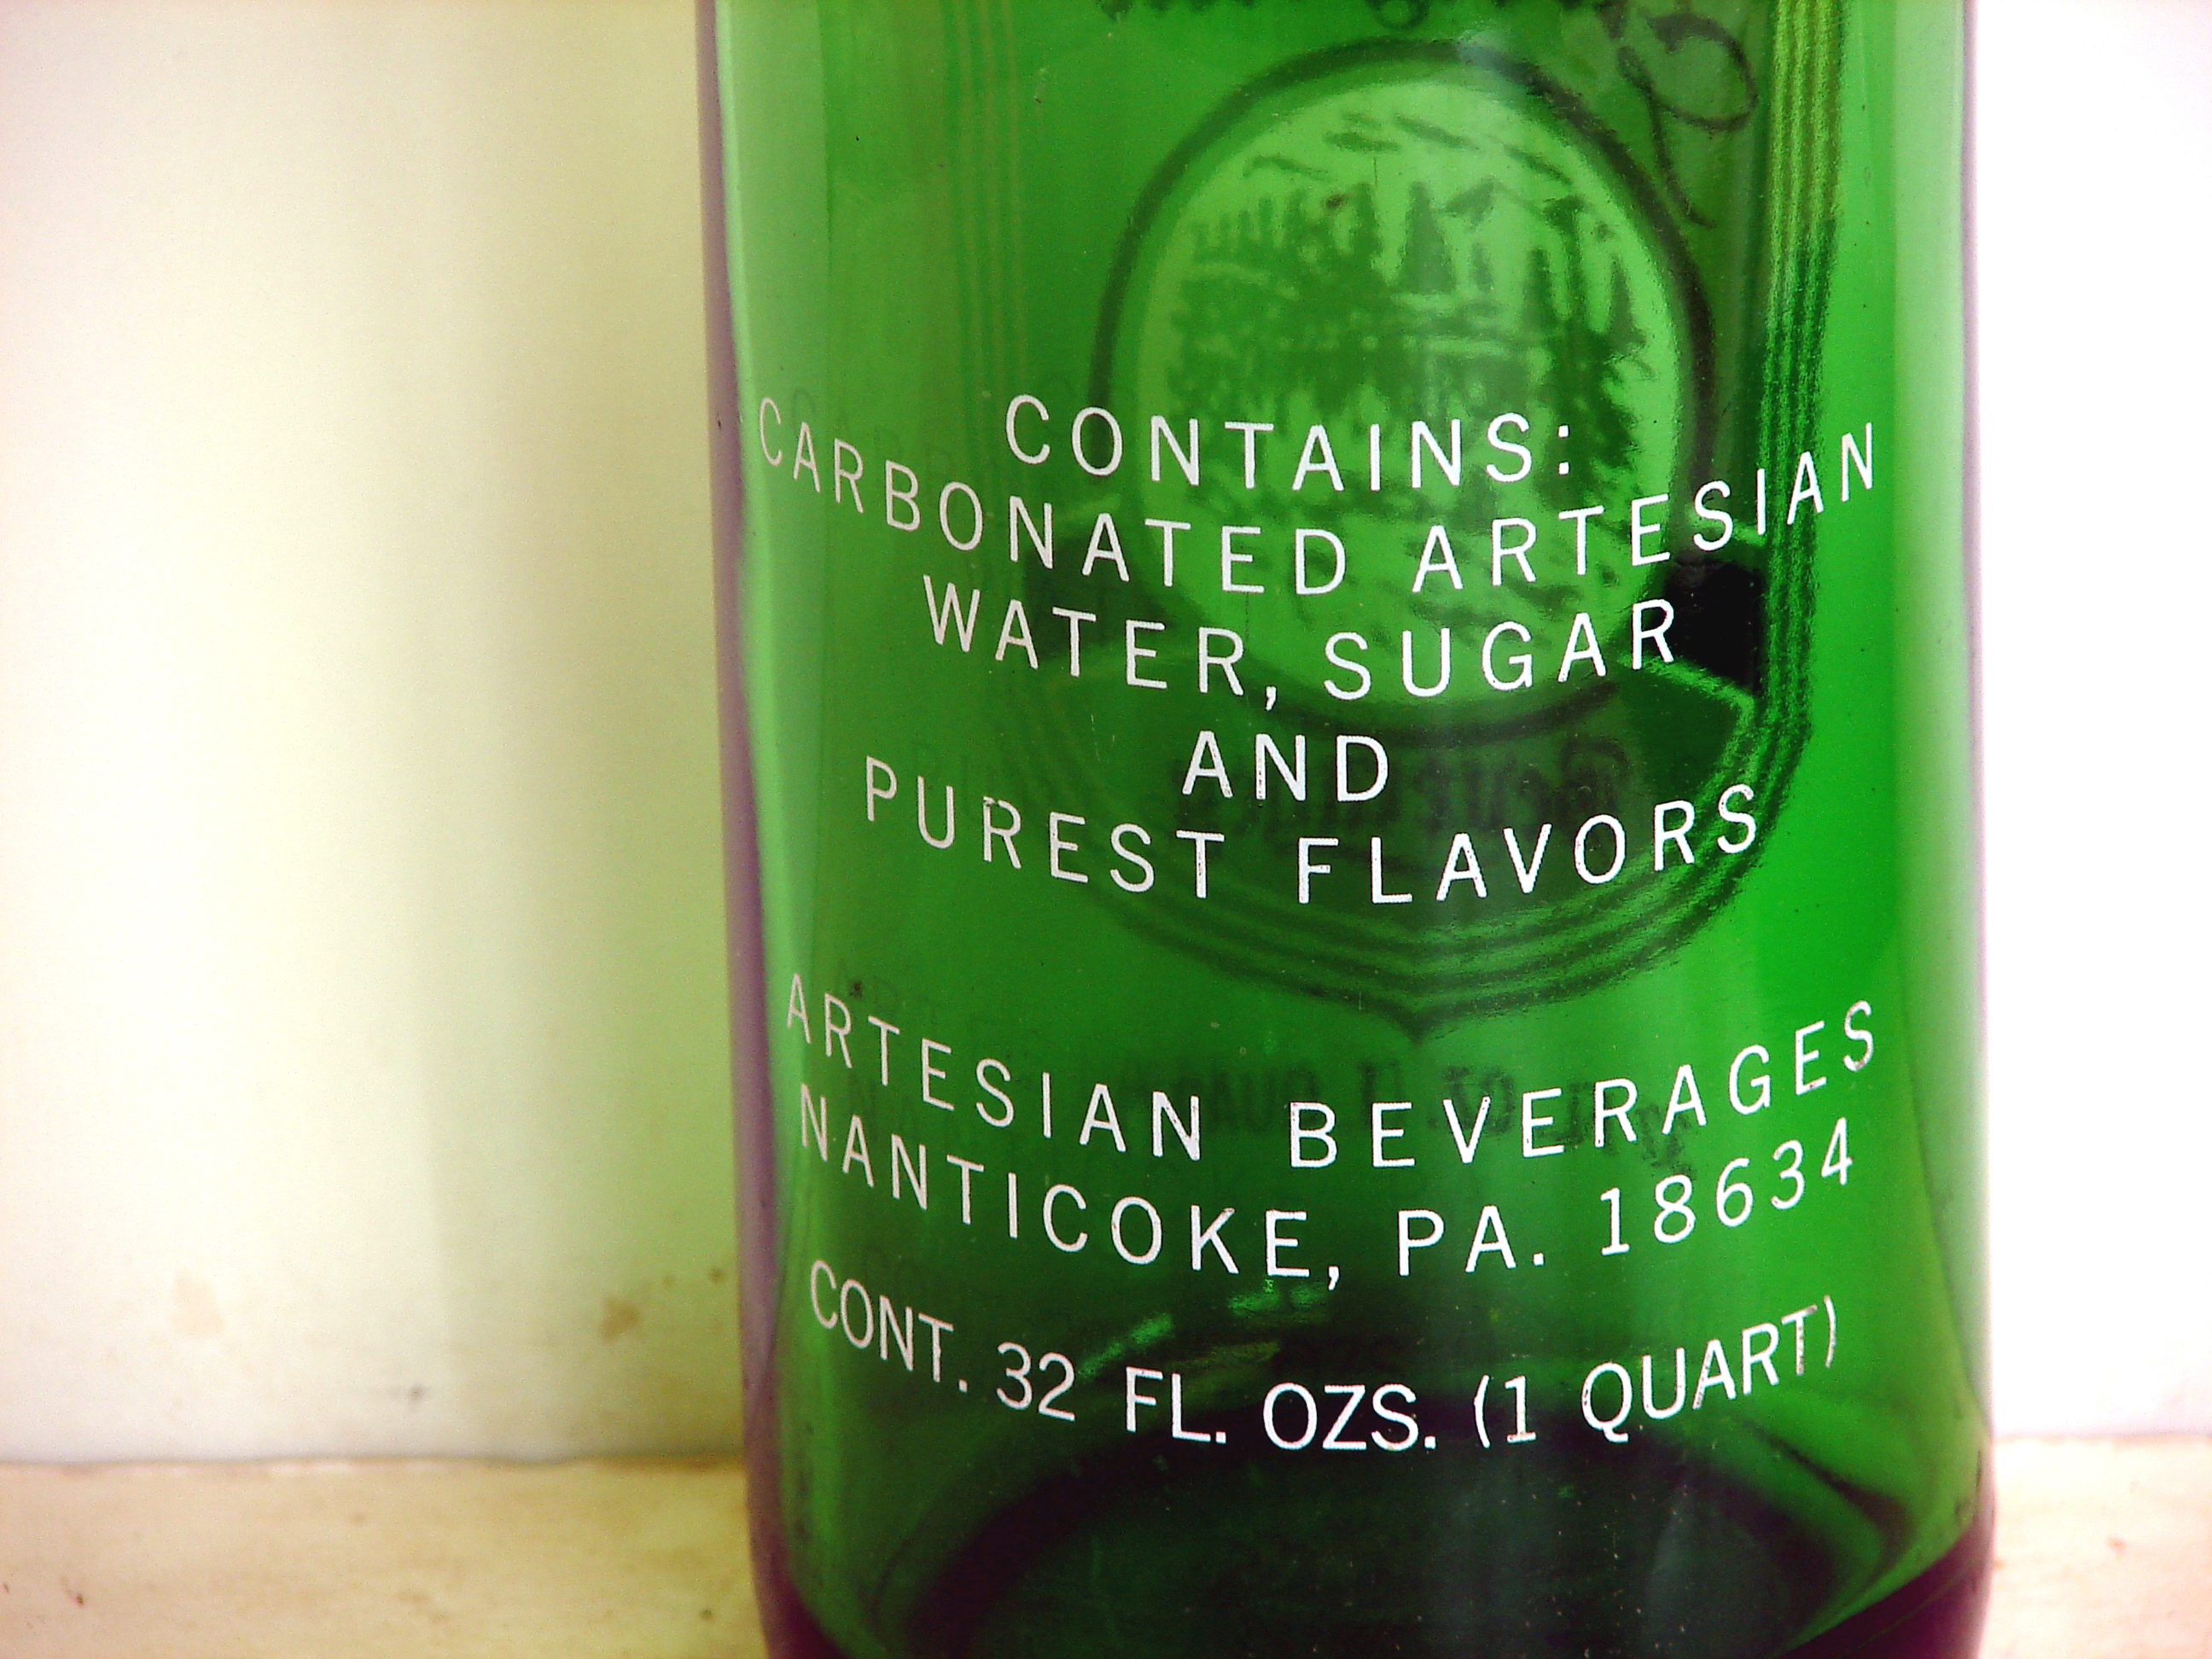 CONTAINS:
CARBONATED ARTESIAN
WATER, SUGAR
AND
PUREST FLAVORS
ARTESIAN BEVERAGES
NANTICOKE, PA. 18634
CONT. 32 FL. OZS. (1 QUART)